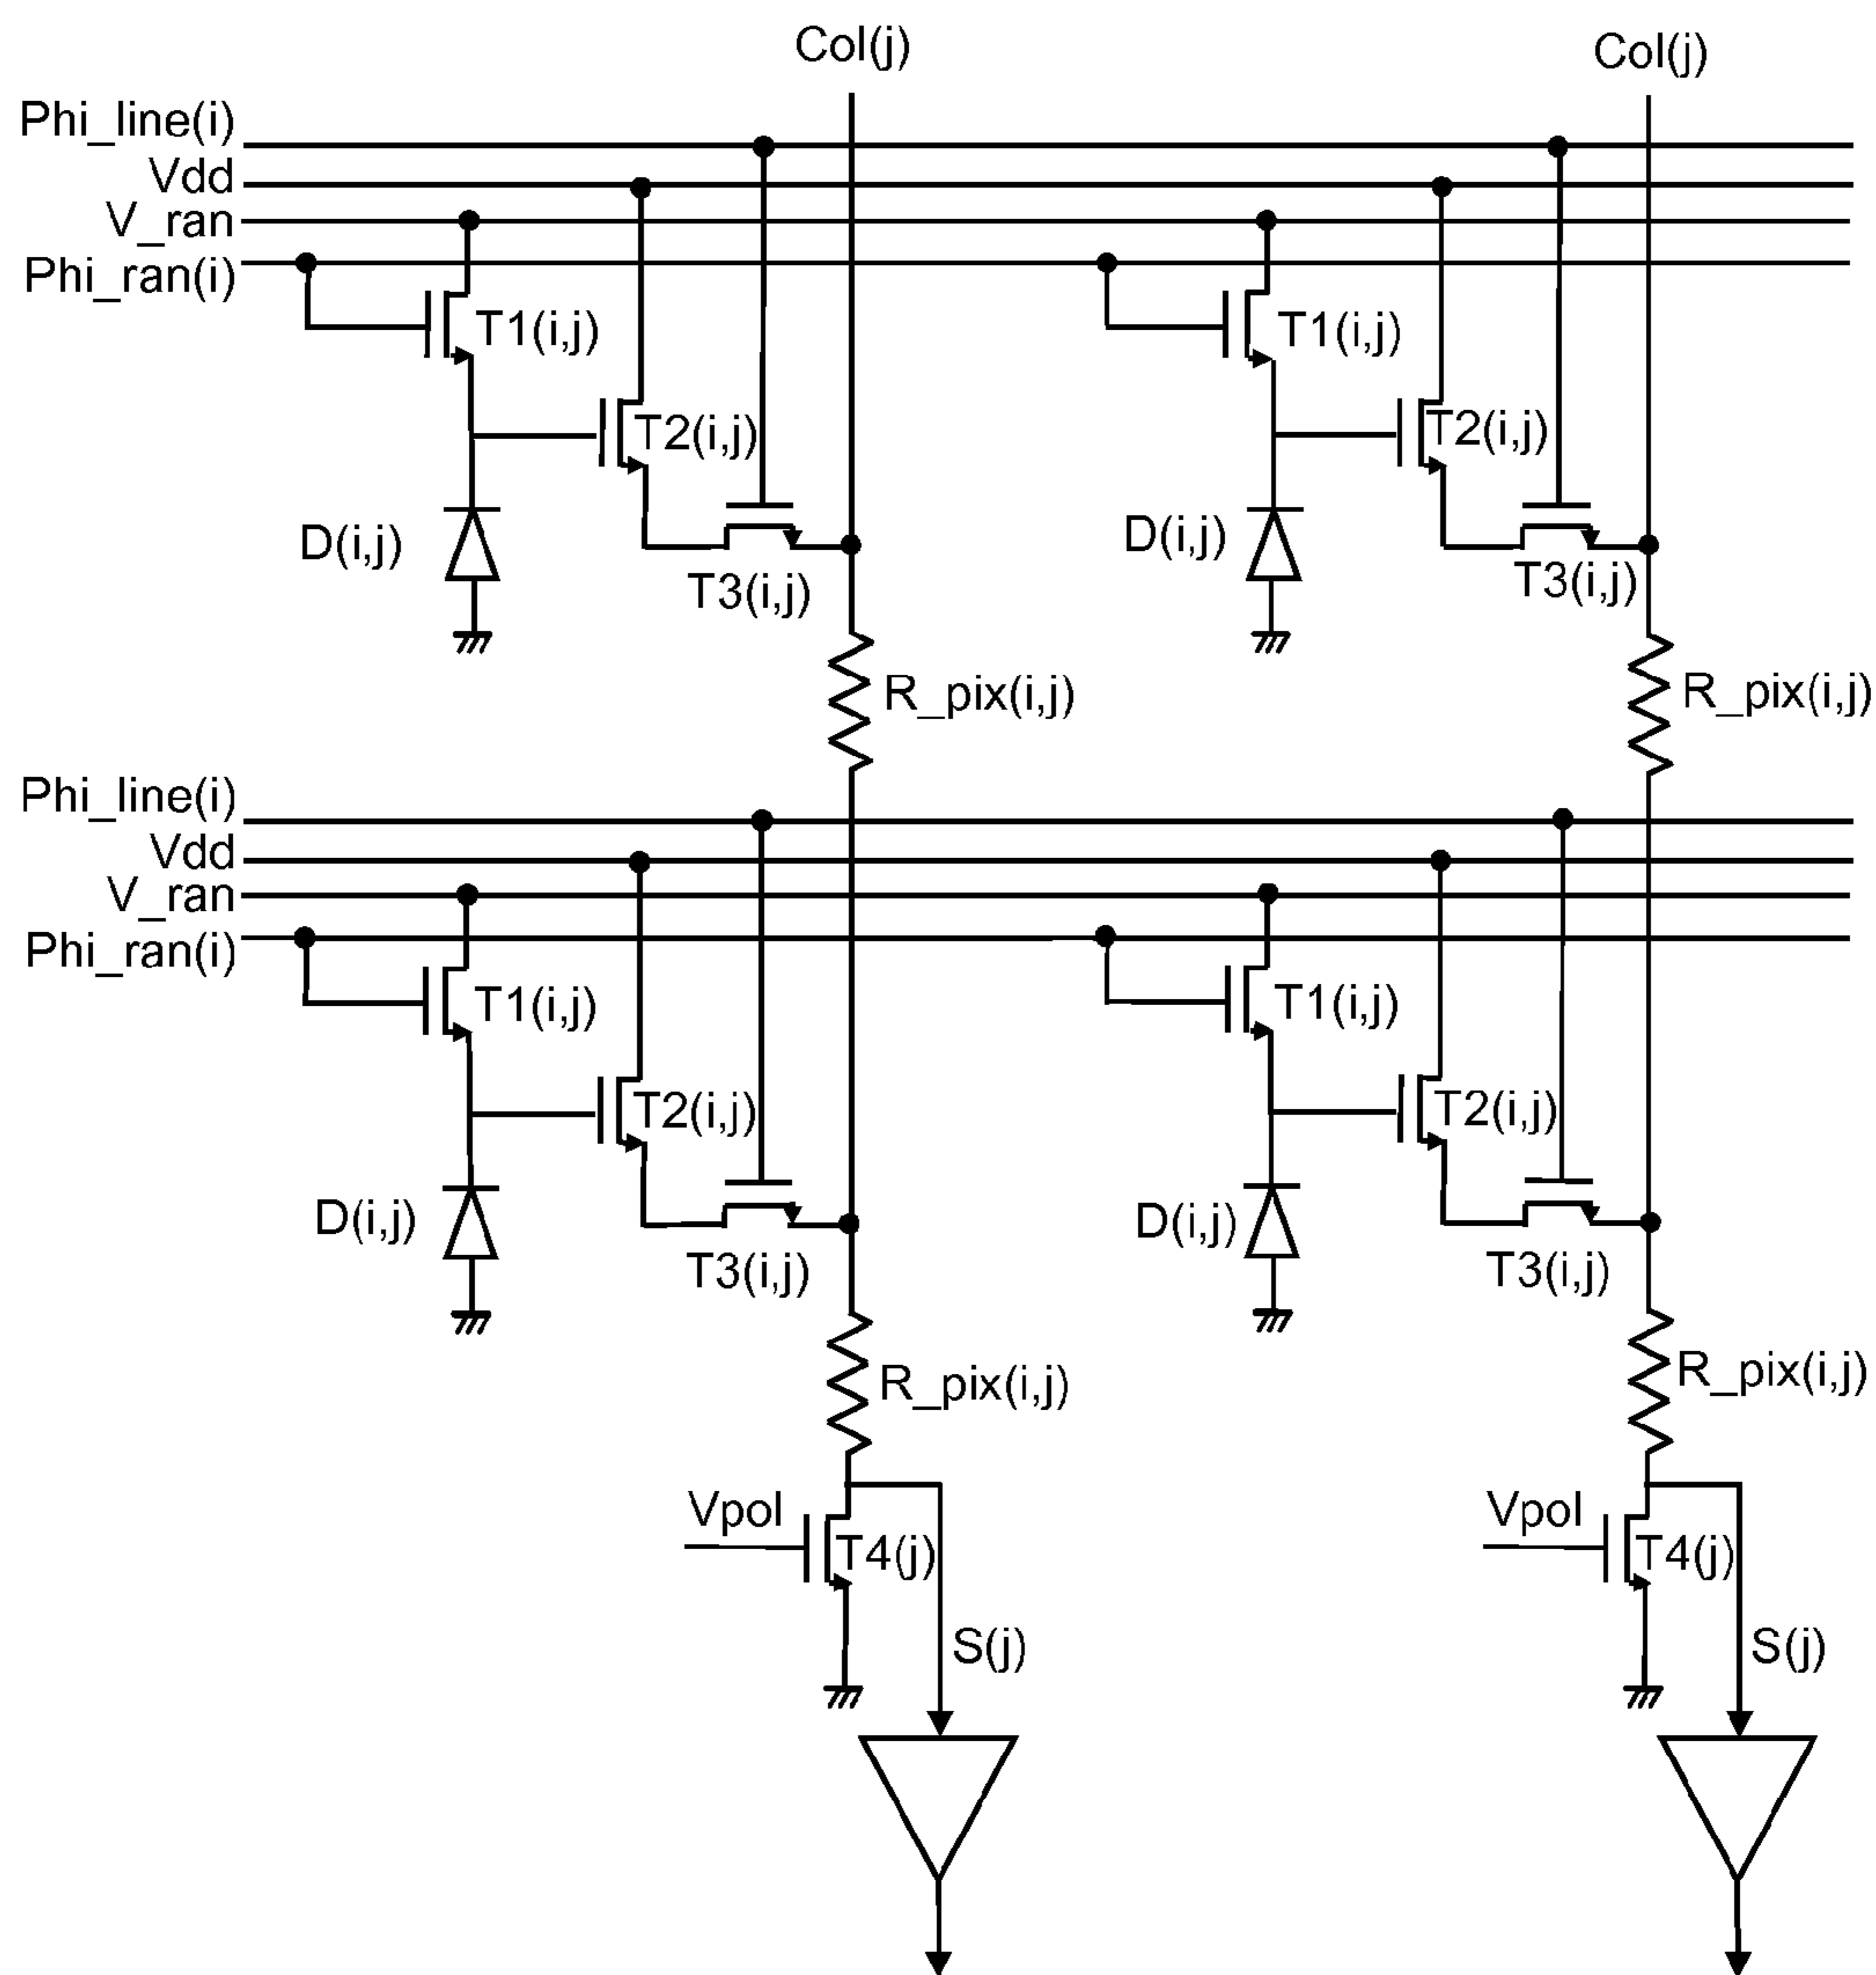 Col(j)
Col(j)
Phi_line(i)
Vdd
V_ran
Phi_ran(i)
T1(i,j)
T1(i,j)
T2(i,j)
T2(i,j)
D(i,j)
D(i,j)
T3(i,j)
T3(i,j)
R_pix(i,j)
R_pix(i,j)
Phi_line(i)
Vdd
V_ran
Phi_ran(i)
T1(i,j)
T1(i,j)
T2(i,j)
T2(i,j)
D(i,j)
D(i,j)
T3(i,j)
T3(i,j)
R_pix(i,j)
R_pix(i,j)
Vpol
Vpol
T4(j)
T4(j)
S(j)
S(j)